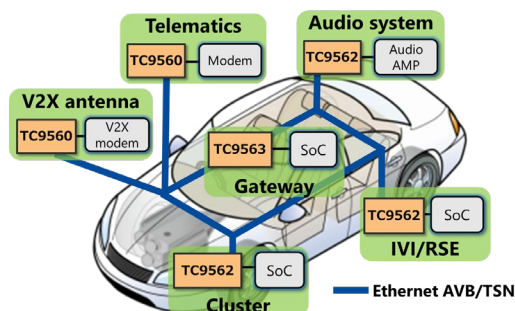 Telematics
TC9560
Modem
Audio system
TC9562
Audio
AMP
V2X antenna
TC9560
V2X
modem
TC9563
SoC
Gateway
TC9562
SoC
IVI/RSE
TC9562
SoC
Cluster
Ethernet AVB/TSN